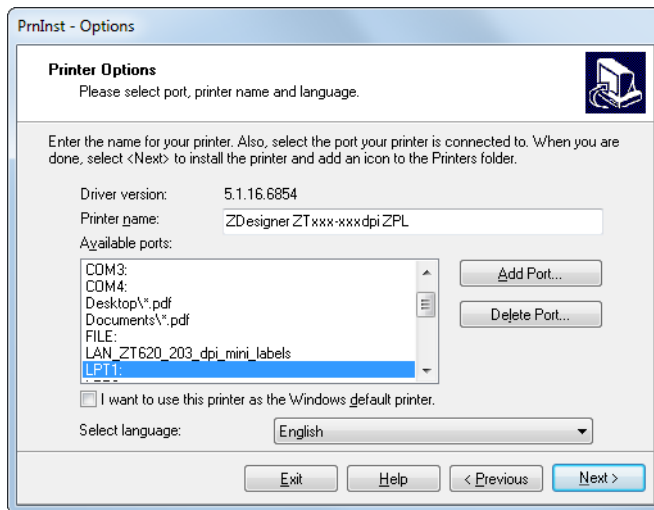 PrnInst - Options
Printer Options
Please select port, printer name and language.
Enter the name for your printer. Also, select the port your printer is connected to. When you are
done, select <Next> to install the printer and add an icon to the Printers folder.
Driver version: 5.1.16.6854
Printer name: ZDesigner ZTxxx-xxxdpi ZPL
Available ports:
COM3:
COM4:
Desktop\*.pdf
Documents\*.pdf
FILE:
LAN_ZT620_203_dpi_mini_labels
LPT1:
Add Port...
Delete Port...
I want to use this printer as the Windows default printer.
Select language: English
Exit Help < Previous Next >